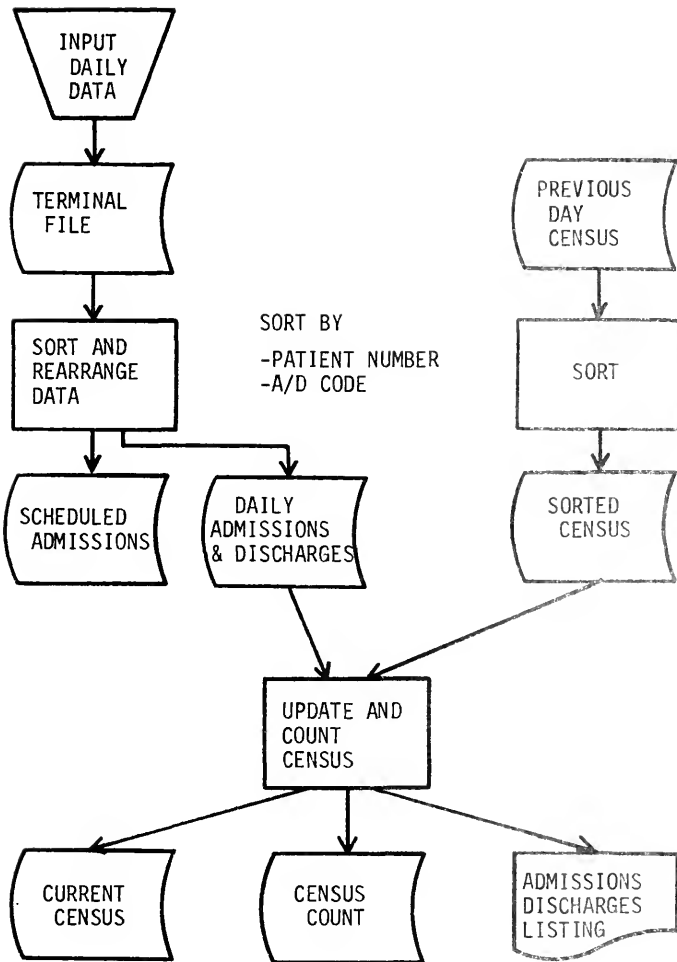 INPUT
DAILY
DATA
TERMINAL
FILE
PREVIOUS
DAY
CENSUS
SORT AND
REARRANGE
DATA
SORT BY
-PATIENT NUMBER
-A/D CODE
SORT
SCHEDULED
ADMISSIONS
DAILY
ADMISSIONS
& DISCHARGES
SORTED
CENSUS
UPDATE AND
COUNT
CENSUS
CURRENT
CENSUS
CENSUS
COUNT
ADMISSIONS
DISCHARGES
LISTING